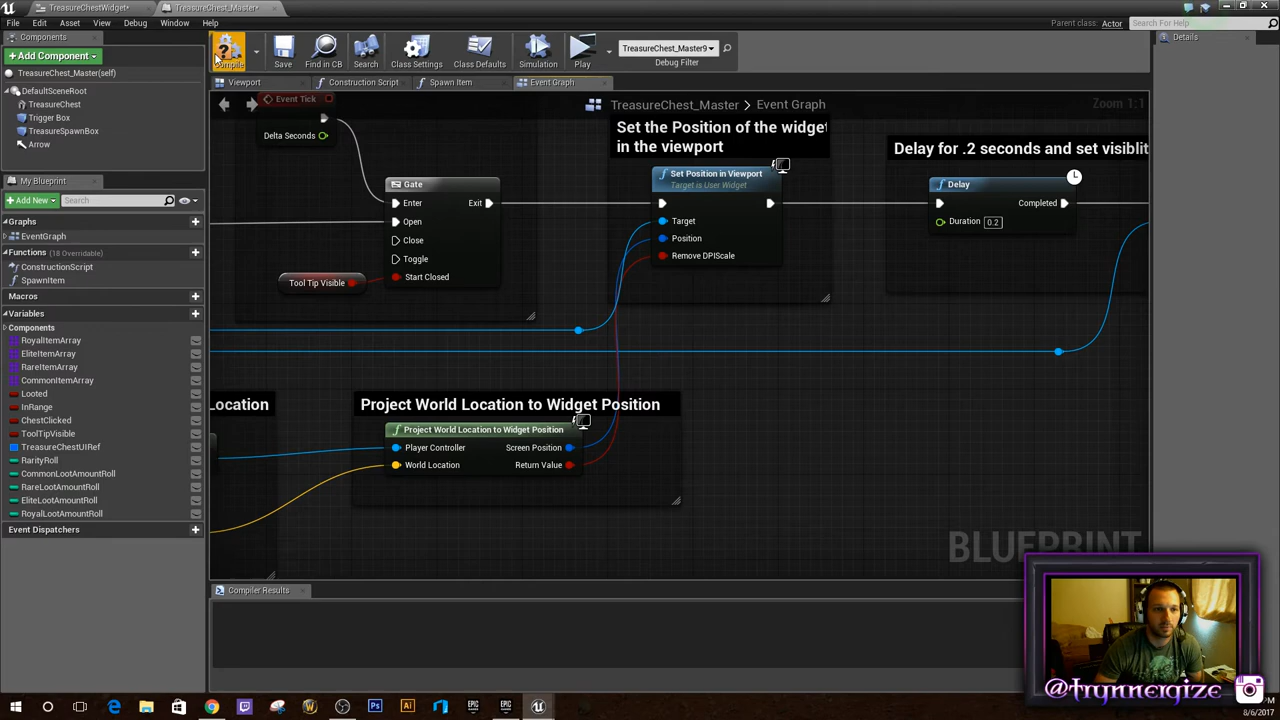 TreasureChestWidget*
TreasureChest_Master*
File
Edit
Asset
View
Debug
Window
Help
Parent class: Actor
Search For Help
Components
Add Component
TreasureChest_Master(self)
DefaultSceneRoot
TreasureChest
Trigger Box
TreasureSpawnBox
Arrow
My Blueprint
Add New
Search
Graphs
EventGraph
Functions (18 Overridable)
ConstructionScript
SpawnItem
Macros
Variables
Components
RoyalItemArray
EliteItemArray
RareItemArray
CommonItemArray
Looted
InRange
ChestClicked
ToolTipVisible
TreasureChestUIRef
RarityRoll
CommonLootAmountRoll
RareLootAmountRoll
EliteLootAmountRoll
RoyalLootAmountRoll
Event Dispatchers
Compile
Save
Find in CB
Search
Class Settings
Class Defaults
Simulation
Play
TreasureChest_Master9
Debug Filter
Details
Viewport
Construction Script
Spawn Item
Event Graph
TreasureChest_Master > Event Graph
Zoom 1:1
Event Tick
Delta Seconds
Gate
Enter
Exit
Open
Close
Toggle
Start Closed
Tool Tip Visible
Set the Position of the widget
in the viewport
Set Position in Viewport
Target is User Widget
Target
Position
Remove DPIScale
Delay for .2 seconds and set visiblit
Delay
Completed
Duration 0.2
Location
Project World Location to Widget Position
Project World Location to Widget Position
Player Controller
Screen Position
World Location
Return Value
BLUEPRINT
Compiler Results
@frynnergize
8/6/2017